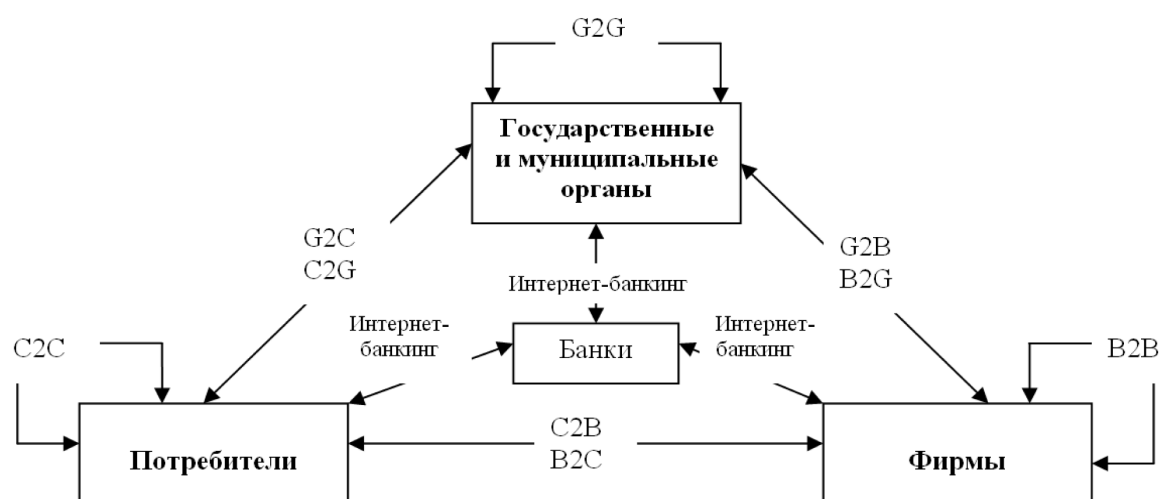 G2G
Государственные
и муниципальные
органы
G2C
C2G
G2B
B2G
Интернет-банкинг
Интернет-
банкинг
Интернет-
банкинг
Банки
C2C
B2B
C2B
B2C
Потребители
Фирмы